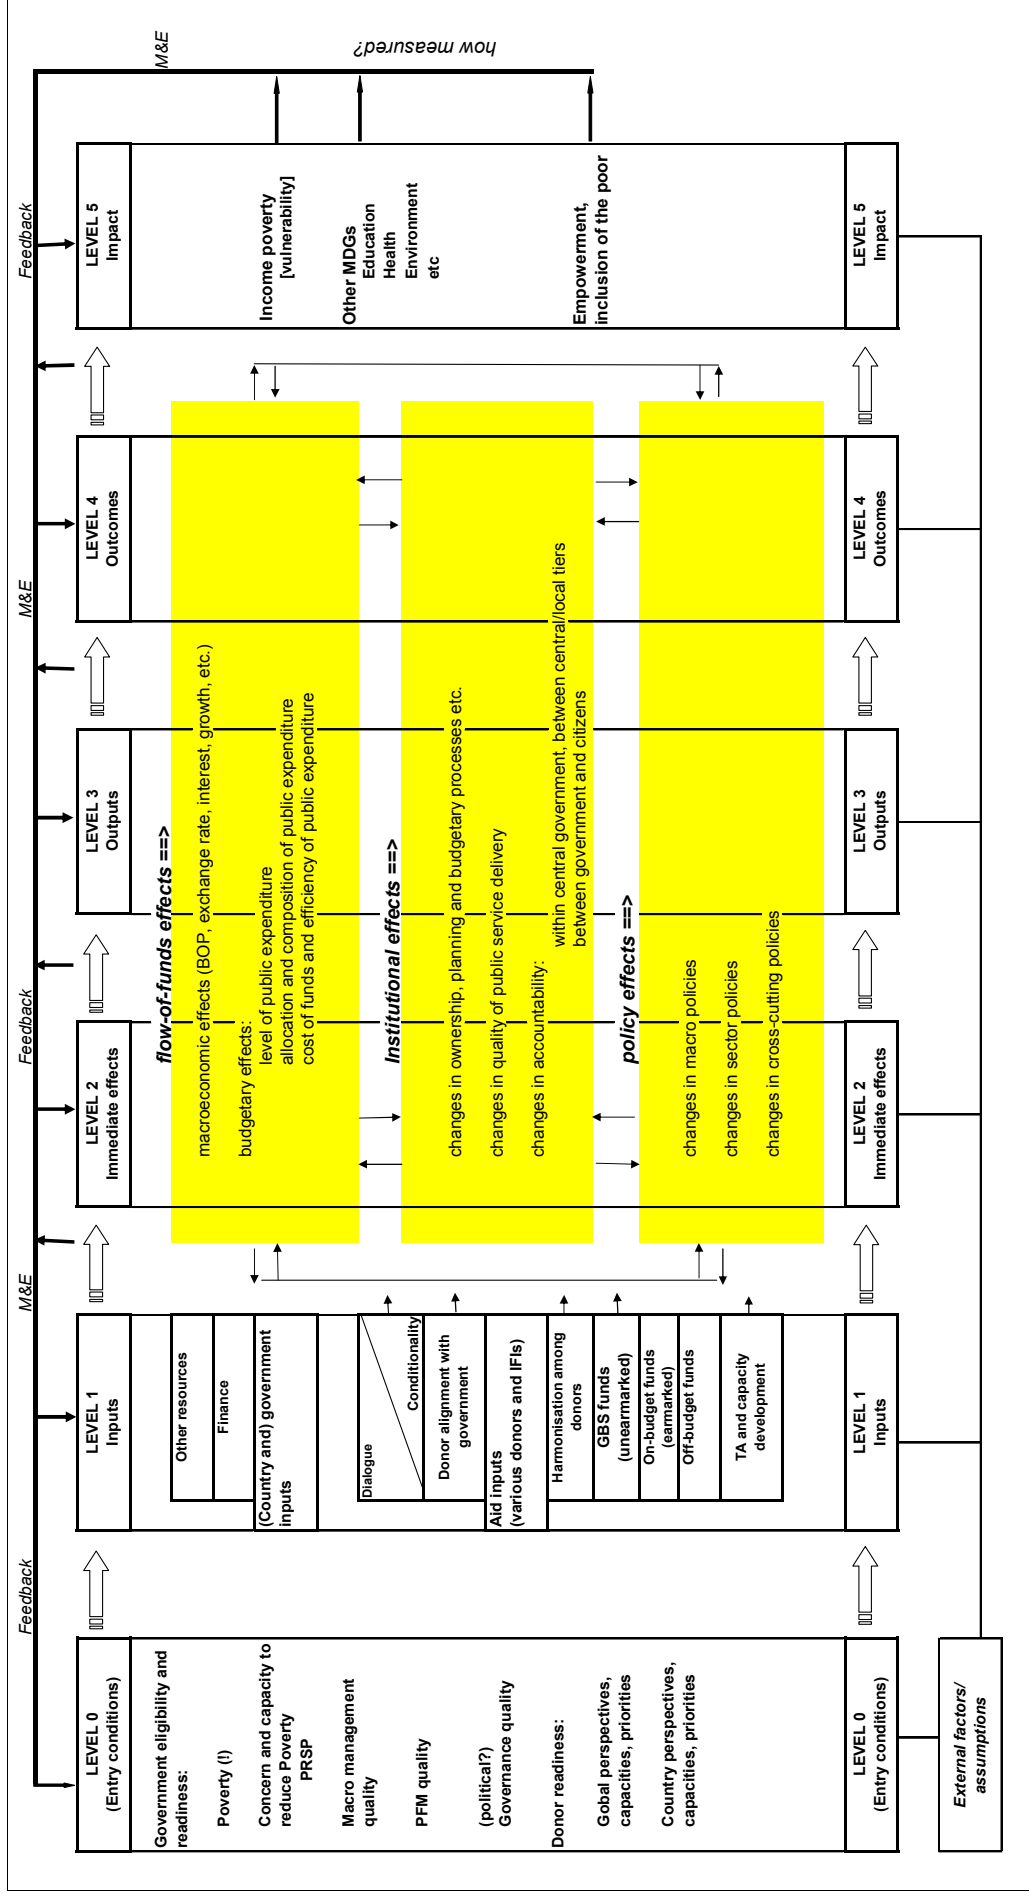 Feedback
M&E
Feedback
M&E
Feedback
M&E
how measured?
LEVEL 0
(Entry conditions)
LEVEL 1
Inputs
LEVEL 2
Immediate effects
LEVEL 3
Outputs
LEVEL 4
Outcomes
LEVEL 5
Impact
Government eligibility and
readiness:
Poverty (!)
Concern and capacity to
reduce Poverty
PRSP
Macro management
quality
PFM quality
(political?)
Governance quality
Donor readiness:
Gobal perspectives,
capacities, priorities
Country perspectives,
capacities, priorities
Other resources
Finance
(Country and) government
inputs
Dialogue
Conditionality
Donor alignment with
government
Aid inputs
(various donors and IFIs)
Harmonisation among
donors
GBS funds
(unearmarked)
On-budget funds
(earmarked)
Off-budget funds
TA and capacity
development
flow-of-funds effects ==>
macroeconomic effects (BOP, exchange rate, interest, growth, etc.)
budgetary effects:
level of public expenditure
allocation and composition of public expenditure
cost of funds and efficiency of public expenditure
Institutional effects ==>
changes in ownership, planning and budgetary processes etc.
changes in quality of public service delivery
changes in accountability:
within central government, between central/local tiers
between government and citizens
policy effects ==>
changes in macro policies
changes in sector policies
changes in cross-cutting policies
Income poverty
[vulnerability]
Other MDGs
Education
Health
Environment
etc
Empowerment,
inclusion of the poor
LEVEL 0
(Entry conditions)
LEVEL 1
Inputs
LEVEL 2
Immediate effects
LEVEL 3
Outputs
LEVEL 4
Outcomes
LEVEL 5
Impact
External factors/
assumptions